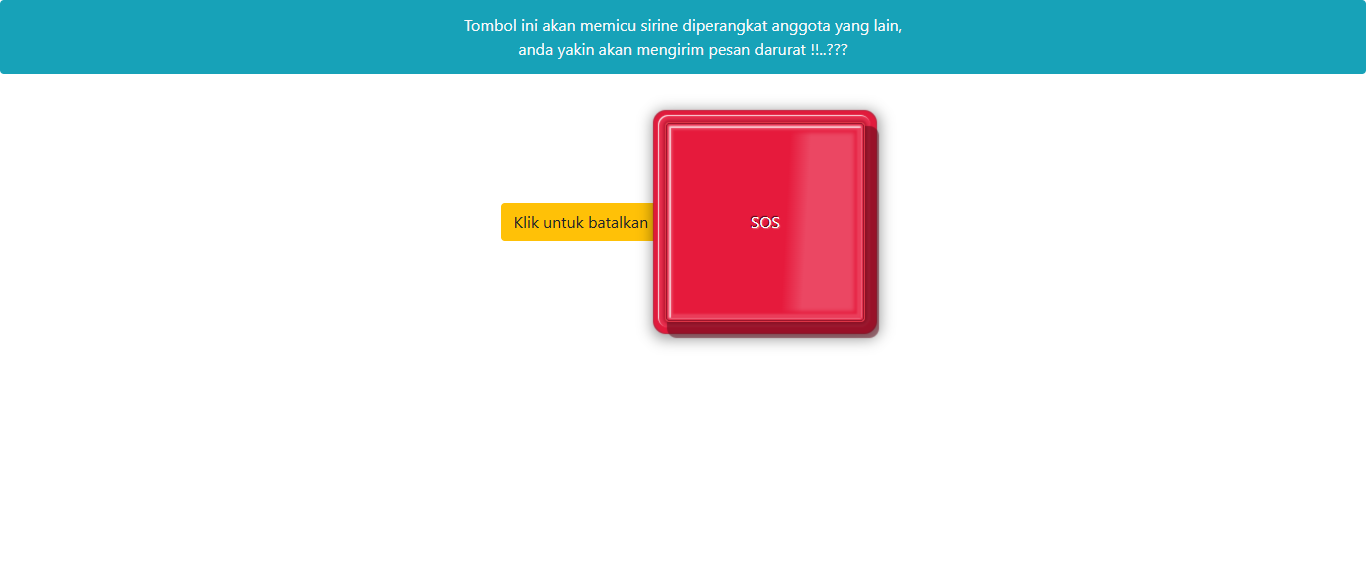 Tombol ini akan memicu sirine diperangkat anggota yang lain,
anda yakin akan mengirim pesan darurat !!..???
Klik untuk batalkan
SOS